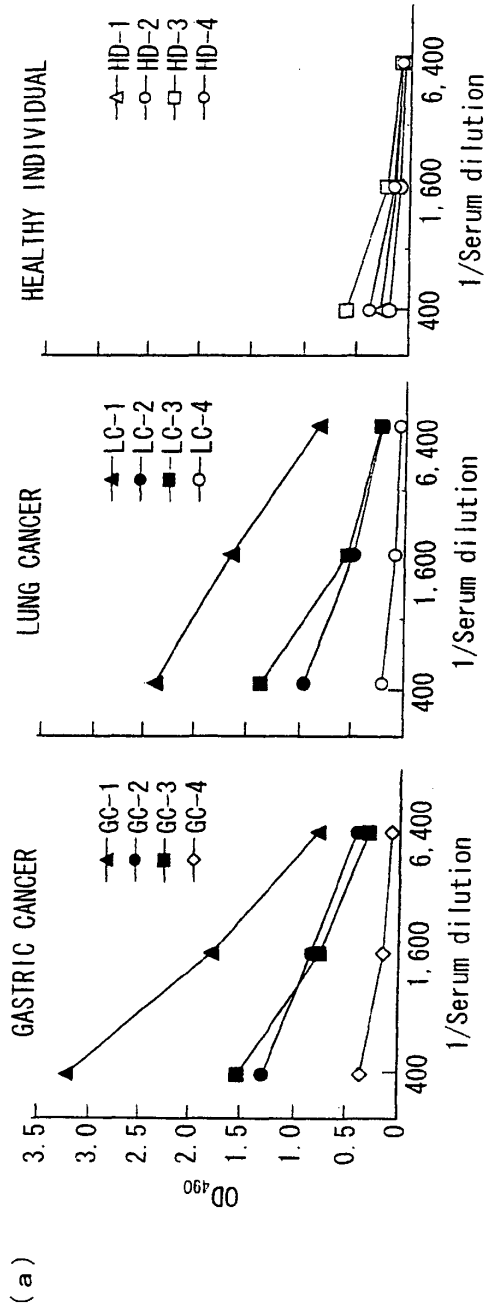 (a)
GASTRIC CANCER
GC-1
GC-2
GC-3
GC-4
3.5
3.0
2.5
2.0
1.5
1.0
0.5
0
OD490
400
1,600
6,400
1/Serum dilution
LUNG CANCER
LC-1
LC-2
LC-3
LC-4
400
1,600
6,400
1/Serum dilution
HEALTHY INDIVIDUAL
HD-1
HD-2
HD-3
HD-4
400
1,600
6,400
1/Serum dilution